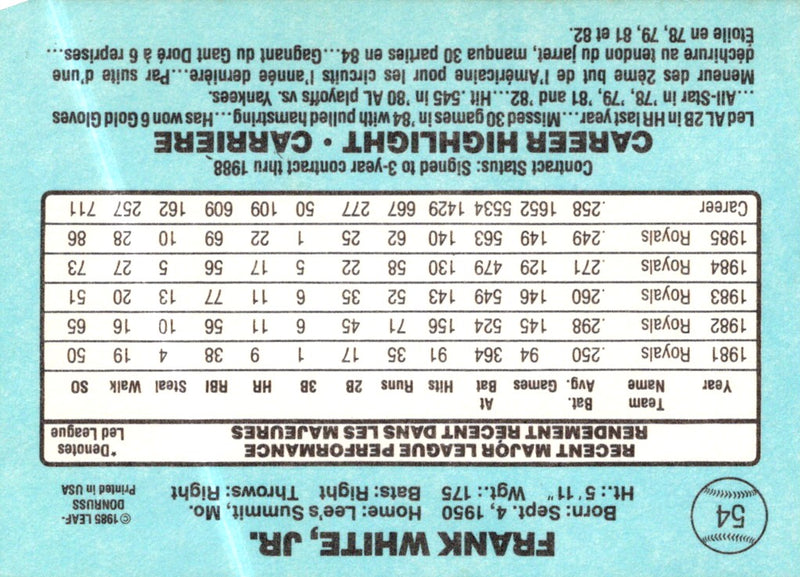 54
FRANK WHITE, JR.
Born: Sept. 4, 1950 Home: Lee's Summit, Mo.
Ht.: 5'11" Wgt.: 175 Bats: Right Throws: Right
©1985 LEAF-
DONRUSS
Printed in USA
RECENT MAJOR LEAGUE PERFORMANCE
RENDEMENT RÉCENT DANS LES MAJEURES
*Denotes
Led League
Year Team Name Bat. Avg. Games At Bat Hits Runs 2B 3B HR RBI Steal Walk SO
1981 Royals .250 94 364 91 35 17 1 9 38 4 19 50
1982 Royals .298 145 524 156 71 45 6 11 56 10 16 65
1983 Royals .260 146 549 143 52 35 6 11 77 13 20 51
1984 Royals .271 129 479 130 58 22 5 17 56 5 27 73
1985 Royals .249 149 563 140 62 25 1 22 69 10 28 86
Career .258 1652 5534 1429 667 277 50 109 609 162 257 711
Contract Status: Signed to 3-year contract thru 1988
CAREER HIGHLIGHT • CARRIERE
Led AL 2B in HR last year...Missed 30 games in '84 with pulled hamstring...Has won 6 Gold Gloves
...All-Star in '78, '79, '81 and '82...Hit .545 in '80 AL playoffs vs. Yankees.
Meneur des 2ème but de l'Américaine pour les circuits l'année dernière...Par suite d'une
déchirure au tendon du jarret, manqua 30 parties en 84...Gagnant du Gant Doré à 6 reprises...
Étoile en 78, 79, 81 et 82.